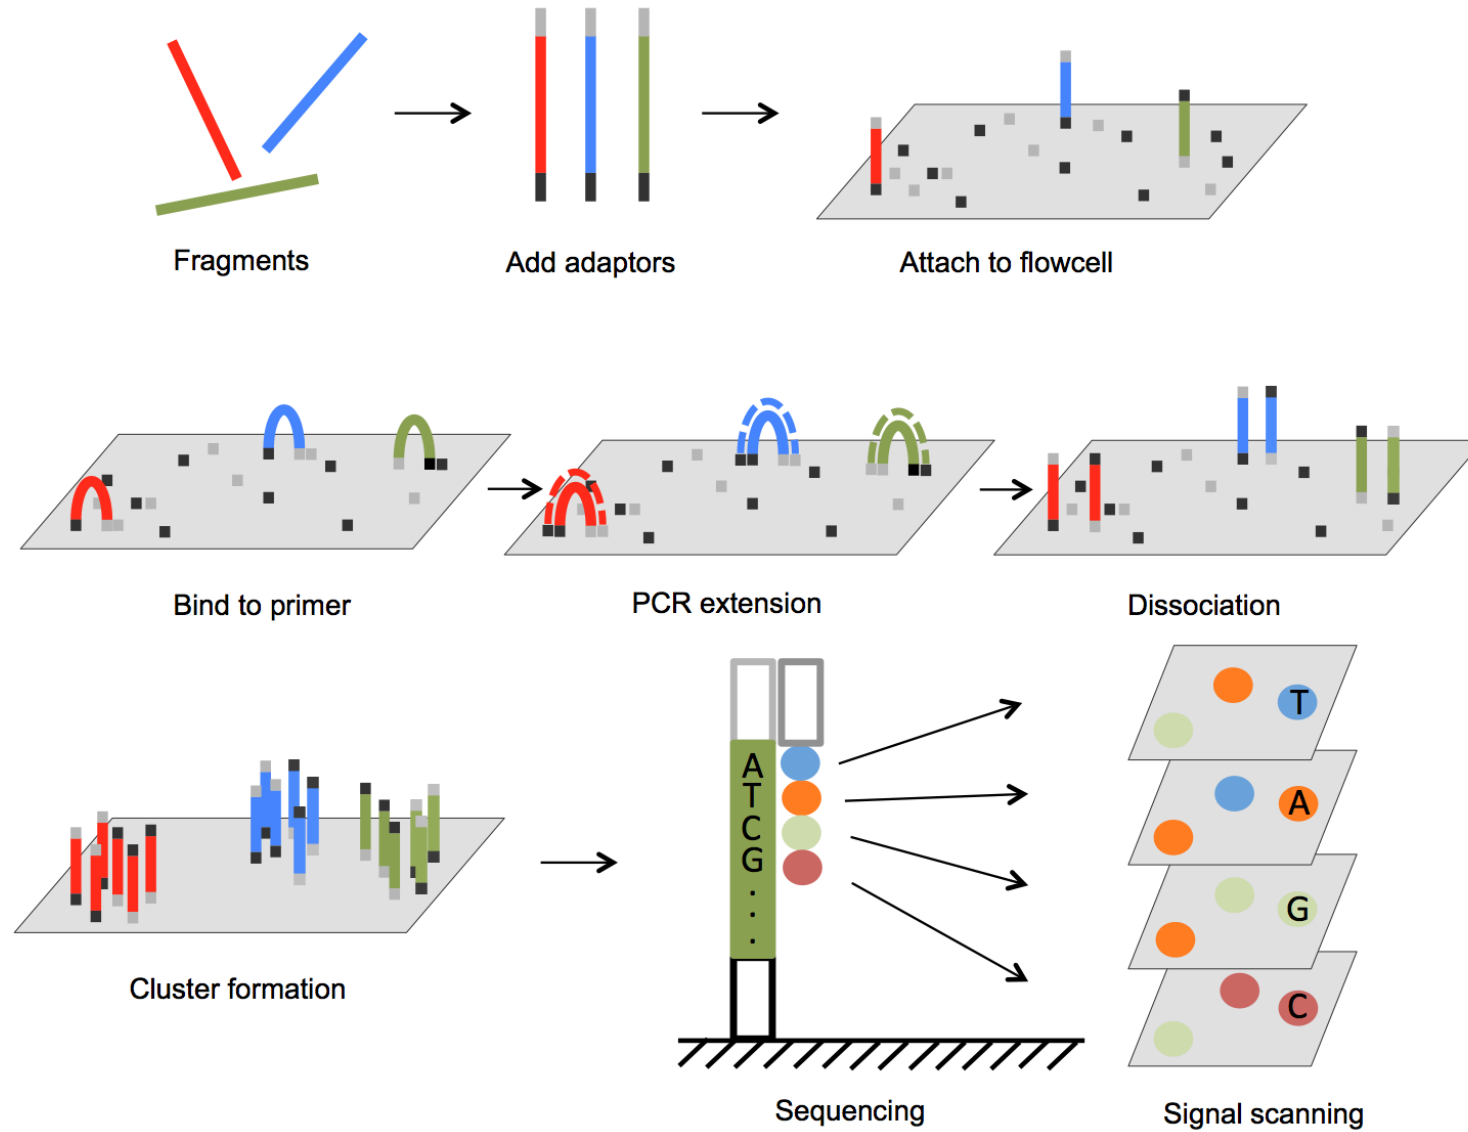 Fragments
Add adaptors
Attach to flowcell
Bind to primer
PCR extension
Dissociation
Cluster formation
A
T
C
G
.
.
.
Sequencing
T
A
G
C
Signal scanning